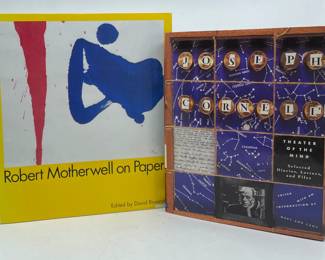 Robert Motherwell on Paper
Edited by David
JOSEPH
CORNELL
THEATER
OF THE
MIND
Selected
Diaries, Letters,
and Files
EDITED
WITH AN
INTRODUCTION BY
MARY ANN CAWS